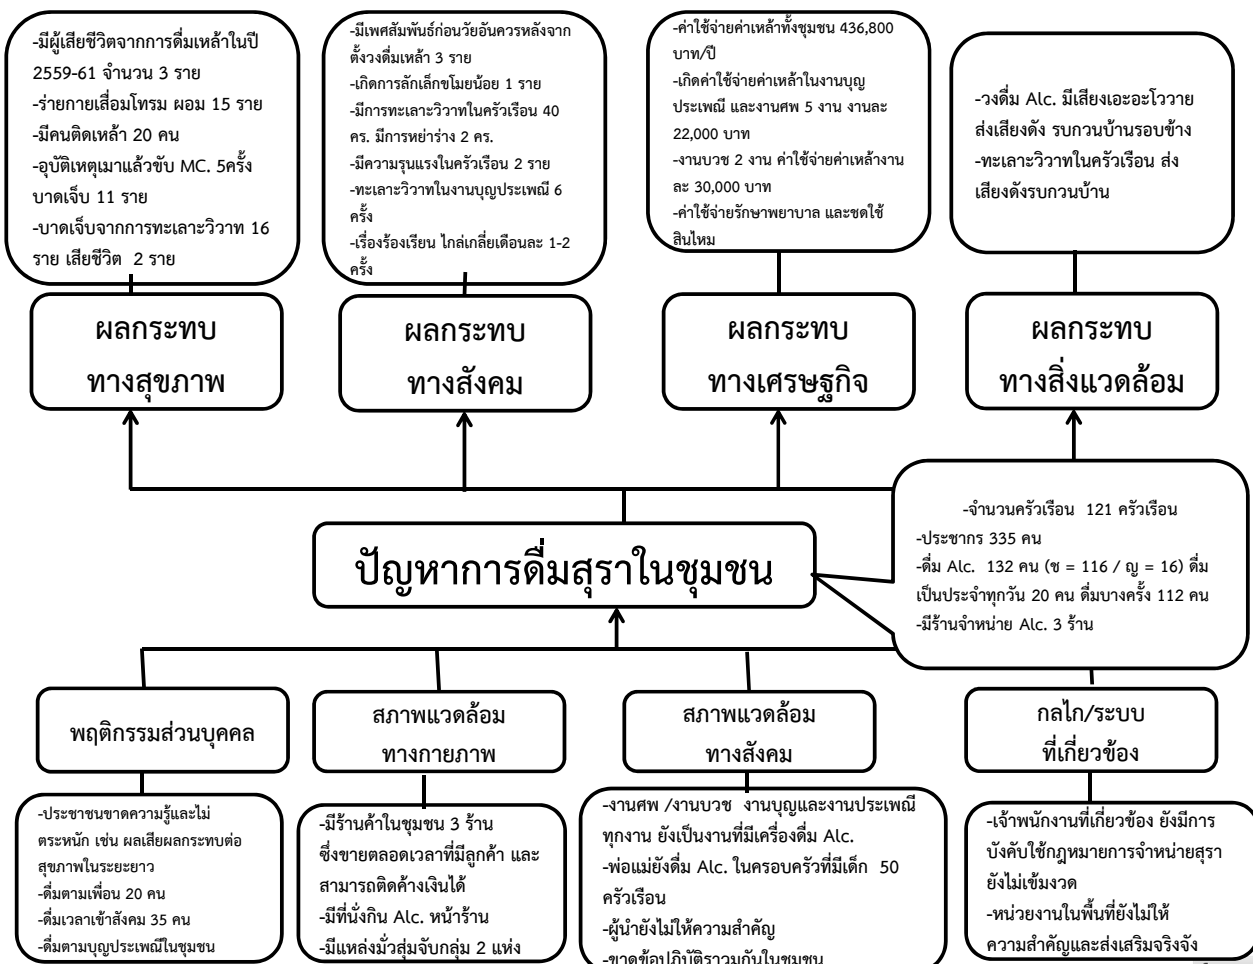 -มีผู้เสียชีวิตจากการดื่มเหล้าในปี
2559-61 จำนวน 3 ราย
-ร่ายกายเสื่อมโทรม ผอม 15 ราย
-มีคนติดเหล้า 20 คน
-อุบัติเหตุเมาแล้วขับ MC. 5ครั้ง
บาดเจ็บ 11 ราย
-บาดเจ็บจากการทะเลาะวิวาท 16
ราย เสียชีวิต 2 ราย
-มีเพศสัมพันธ์ก่อนวัยอันควรหลังจาก
ตั้งวงดื่มเหล้า 3 ราย
-เกิดการลักเล็กขโมยน้อย 1 ราย
-มีการทะเลาะวิวาทในครัวเรือน 40
คร. มีการหย่าร่าง 2 คร.
-มีความรุนแรงในครัวเรือน 2 ราย
-ทะเลาะวิวาทในงานบุญประเพณี 6
ครั้ง
-เรื่องร้องเรียน ไกล่เกลี่ยเดือนละ 1-2
ครั้ง
-ค่าใช้จ่ายค่าเหล้าทั้งชุมชน 436,800
บาท/ปี
-เกิดค่าใช้จ่ายค่าเหล้าในงานบุญ
ประเพณี และงานศพ 5 งาน งานละ
22,000 บาท
-งานบวช 2 งาน ค่าใช้จ่ายค่าเหล้างาน
ละ 30,000 บาท
-ค่าใช้จ่ายรักษาพยาบาล และชดใช้
สินไหม
-วงดื่ม Alc. มีเสียงเอะอะโววาย
ส่งเสียงดัง รบกวนบ้านรอบข้าง
-ทะเลาะวิวาทในครัวเรือน ส่ง
เสียงดังรบกวนบ้าน
ผลกระทบ
ทางสุขภาพ
ผลกระทบ
ทางสังคม
ผลกระทบ
ทางเศรษฐกิจ
ผลกระทบ
ทางสิ่งแวดล้อม
ปัญหาการดื่มสุราในชุมชน
-จำนวนครัวเรือน 121 ครัวเรือน
-ประชากร 335 คน
-ดื่ม Alc. 132 คน (ช = 116 / ญ = 16) ดื่ม
เป็นประจำทุกวัน 20 คน ดื่มบางครั้ง 112 คน
-มีร้านจำหน่าย Alc. 3 ร้าน
พฤติกรรมส่วนบุคคล
สภาพแวดล้อม
ทางกายภาพ
สภาพแวดล้อม
ทางสังคม
กลไก/ระบบ
ที่เกี่ยวข้อง
-ประชาชนขาดความรู้และไม่
ตระหนัก เช่น ผลเสียผลกระทบต่อ
สุขภาพในระยะยาว
-ดื่มตามเพื่อน 20 คน
-ดื่มเวลาเข้าสังคม 35 คน
-ดื่มตามบุญประเพณีในชุมชน
-มีร้านค้าในชุมชน 3 ร้าน
ซึ่งขายตลอดเวลาที่มีลูกค้า และ
สามารถติดค้างเงินได้
-มีที่นั่งกิน Alc. หน้าร้าน
-มีแหล่งมั่วสุ่มจับกลุ่ม 2 แห่ง
-งานศพ /งานบวช งานบุญและงานประเพณี
ทุกงาน ยังเป็นงานที่มีเครื่องดื่ม Alc.
-พ่อแม่ยังดื่ม Alc. ในครอบครัวที่มีเด็ก 50
ครัวเรือน
-ผู้นำยังไม่ให้ความสำคัญ
-ขาดข้อปฏิบัติราวมกันในชุมชน
-เจ้าพนักงานที่เกี่ยวข้อง ยังมีการ
บังคับใช้กฎหมายการจำหน่ายสุรา
ยังไม่เข้มงวด
-หน่วยงานในพื้นที่ยังไม่ให้
ความสำคัญและส่งเสริมจริงจัง